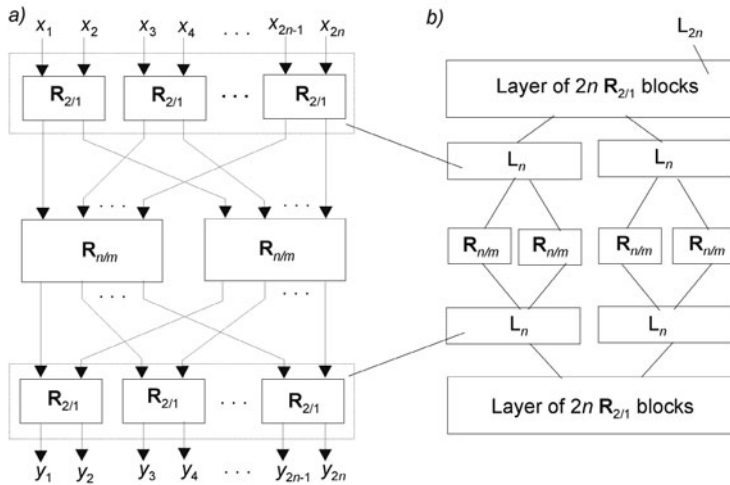 a)
x₁ x₂ x₃ x₄ . . . x₂ₙ₋₁ x₂ₙ
R₂/₁ R₂/₁ . . . R₂/₁
. . . . . .
Rₙ/ₘ Rₙ/ₘ
. . . . . .
R₂/₁ R₂/₁ . . . R₂/₁
y₁ y₂ y₃ y₄ . . . y₂ₙ₋₁ y₂ₙ
b)
L₂ₙ
Layer of 2n R₂/₁ blocks
Lₙ Lₙ
Rₙ/ₘ Rₙ/ₘ Rₙ/ₘ Rₙ/ₘ
Lₙ Lₙ
Layer of 2n R₂/₁ blocks